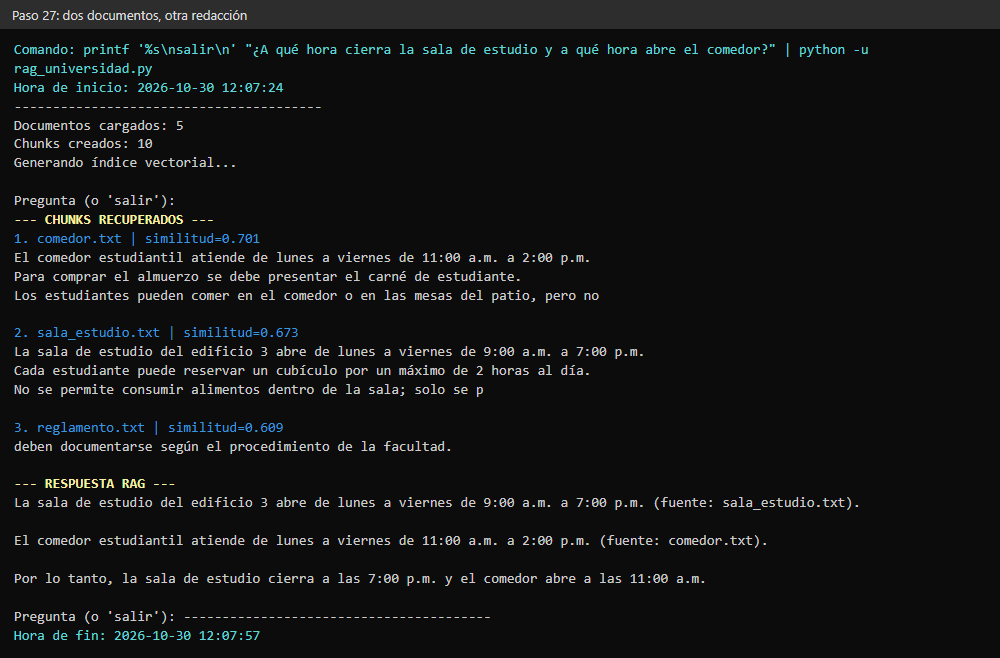 Paso 27: dos documentos, otra redacción
Comando: printf '%s\nsalir\n' "¿A qué hora cierra la sala de estudio y a qué hora abre el comedor?" | python -u
rag_universidad.py
Hora de inicio: 2026-10-30 12:07:24
----------------------------------------
Documentos cargados: 5
Chunks creados: 10
Generando índice vectorial...
Pregunta (o 'salir'):
--- CHUNKS RECUPERADOS ---
1. comedor.txt | similitud=0.701
El comedor estudiantil atiende de lunes a viernes de 11:00 a.m. a 2:00 p.m.
Para comprar el almuerzo se debe presentar el carné de estudiante.
Los estudiantes pueden comer en el comedor o en las mesas del patio, pero no
2. sala_estudio.txt | similitud=0.673
La sala de estudio del edificio 3 abre de lunes a viernes de 9:00 a.m. a 7:00 p.m.
Cada estudiante puede reservar un cubículo por un máximo de 2 horas al día.
No se permite consumir alimentos dentro de la sala; solo se p
3. reglamento.txt | similitud=0.609
deben documentarse según el procedimiento de la facultad.
--- RESPUESTA RAG ---
La sala de estudio del edificio 3 abre de lunes a viernes de 9:00 a.m. a 7:00 p.m. (fuente: sala_estudio.txt).
El comedor estudiantil atiende de lunes a viernes de 11:00 a.m. a 2:00 p.m. (fuente: comedor.txt).
Por lo tanto, la sala de estudio cierra a las 7:00 p.m. y el comedor abre a las 11:00 a.m.
Pregunta (o 'salir'): ----------------------------------------
Hora de fin: 2026-10-30 12:07:57